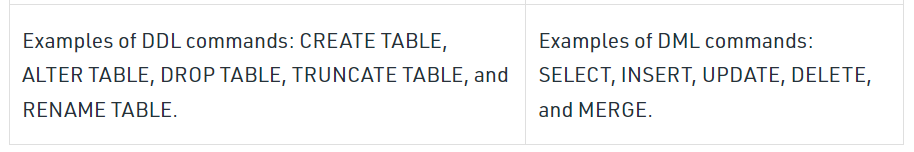 Examples of DDL commands: CREATE TABLE,
ALTER TABLE, DROP TABLE, TRUNCATE TABLE, and
RENAME TABLE.
Examples of DML commands:
SELECT, INSERT, UPDATE, DELETE,
and MERGE.